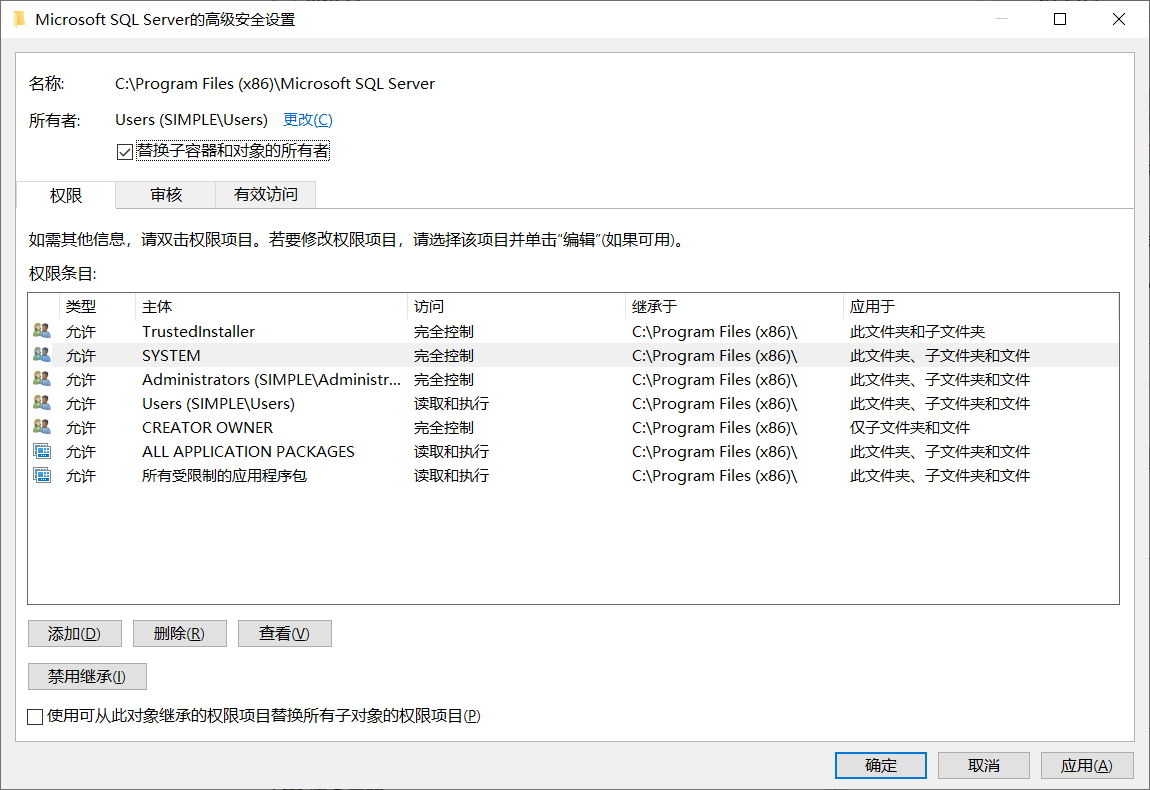 Microsoft SQL Server的高级安全设置
名称: C:\Program Files (x86)\Microsoft SQL Server
所有者: Users (SIMPLE\Users) 更改(C)
替换子容器和对象的所有者
权限 审核 有效访问
如需其他信息，请双击权限项目。若要修改权限项目，请选择该项目并单击“编辑”(如果可用)。
权限条目:
类型 主体 访问 继承于 应用于
允许 TrustedInstaller 完全控制 C:\Program Files (x86)\ 此文件夹和子文件夹
允许 SYSTEM 完全控制 C:\Program Files (x86)\ 此文件夹、子文件夹和文件
允许 Administrators (SIMPLE\Administr... 完全控制 C:\Program Files (x86)\ 此文件夹、子文件夹和文件
允许 Users (SIMPLE\Users) 读取和执行 C:\Program Files (x86)\ 此文件夹、子文件夹和文件
允许 CREATOR OWNER 完全控制 C:\Program Files (x86)\ 仅子文件夹和文件
允许 ALL APPLICATION PACKAGES 读取和执行 C:\Program Files (x86)\ 此文件夹、子文件夹和文件
允许 所有受限制的应用程序包 读取和执行 C:\Program Files (x86)\ 此文件夹、子文件夹和文件
添加(D) 删除(R) 查看(V)
禁用继承(I)
使用可从此对象继承的权限项目替换所有子对象的权限项目(P)
确定 取消 应用(A)